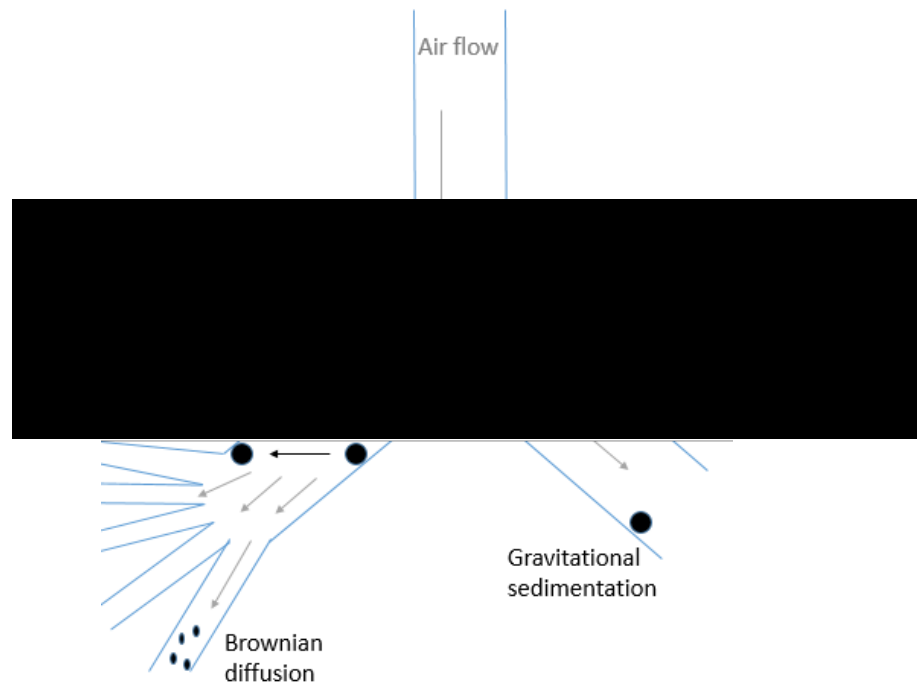 Air flow
Gravitational
sedimentation
Brownian
diffusion